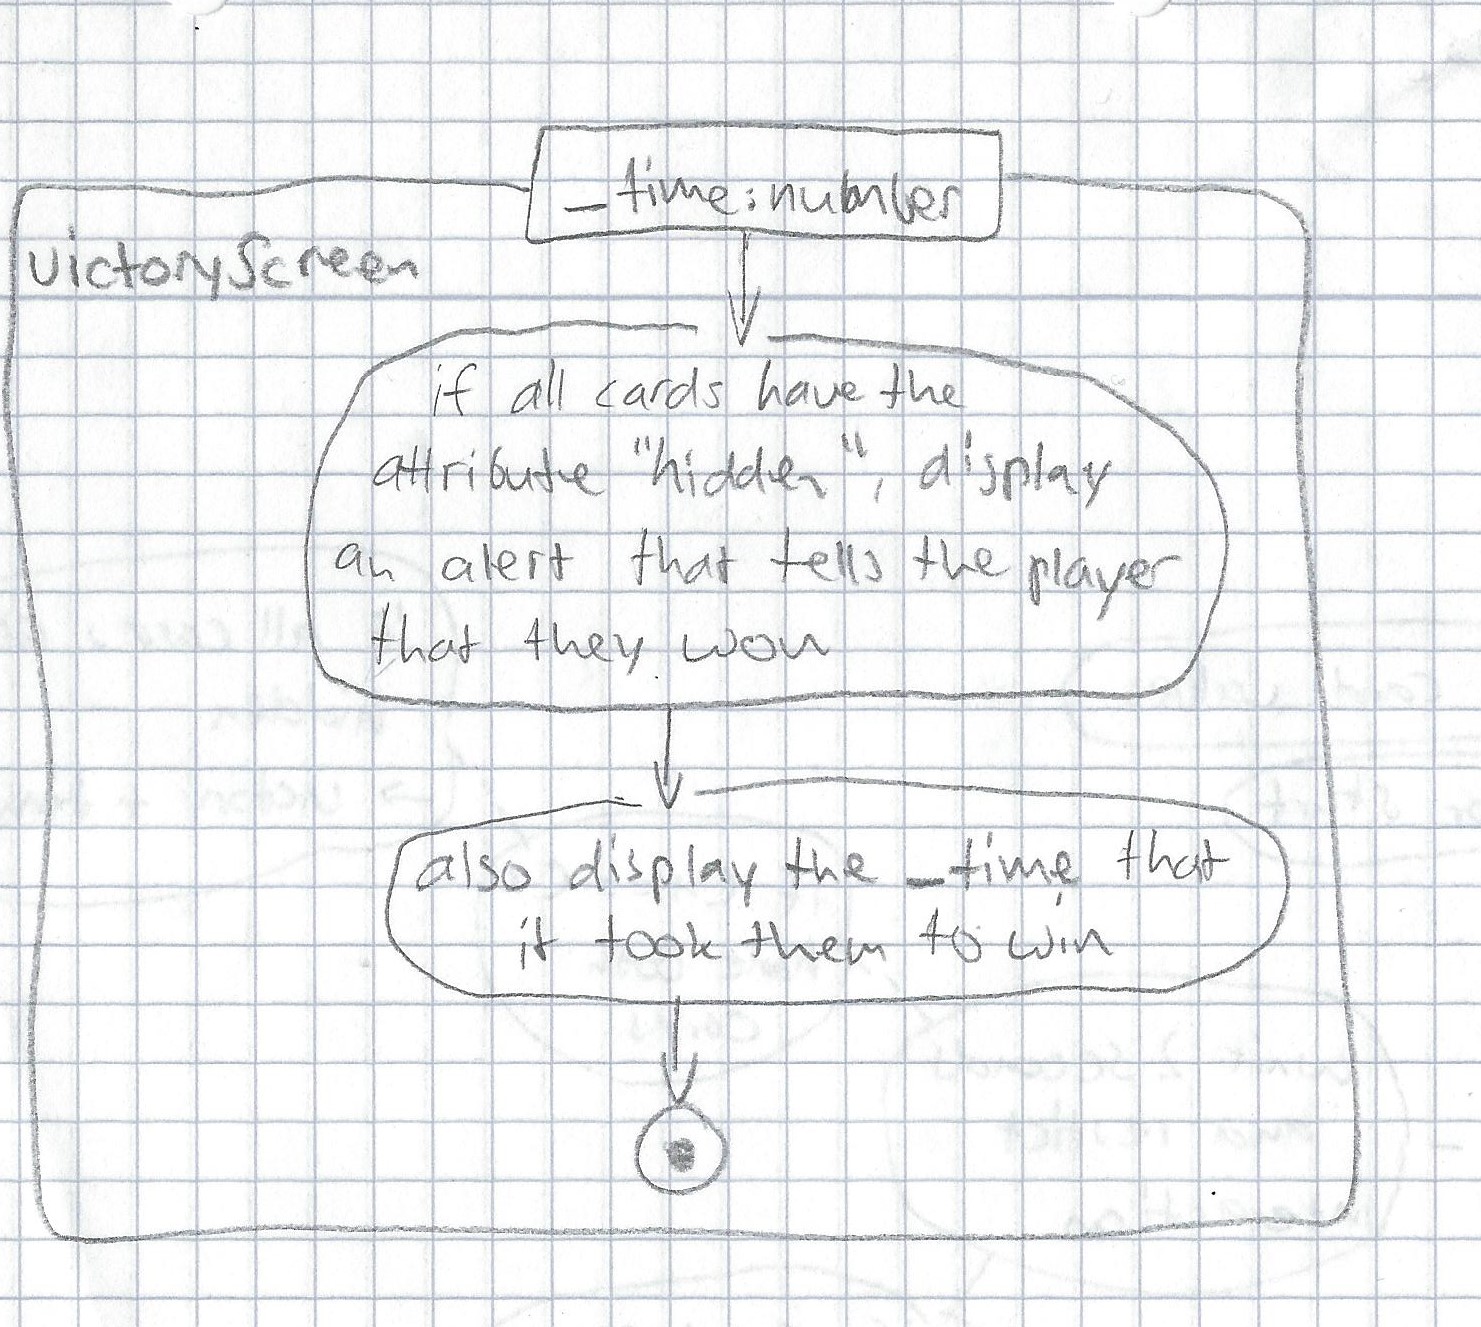 _time:number
victoryScreen
if all cards have the
attribute "hidden", display
an alert that tells the player
that they won
also display the _time that
it took them to win